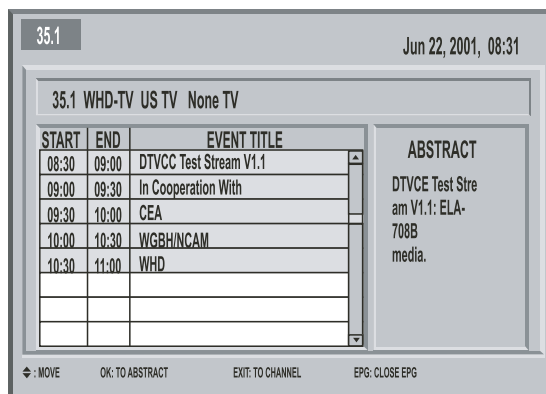 35.1
Jun 22, 2001, 08:31
35.1 WHD-TV US TV None TV
START END EVENT TITLE
08:30 09:00 DTVCC Test Stream V1.1
09:00 09:30 In Cooperation With
09:30 10:00 CEA
10:00 10:30 WGBH/NCAM
10:30 11:00 WHD
ABSTRACT
DTVCE Test Stre
am V1.1: ELA-
708B
media.
: MOVE OK: TO ABSTRACT EXIT: TO CHANNEL EPG: CLOSE EPG